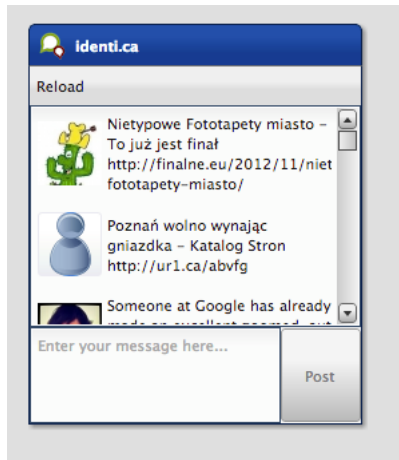 identi.ca
Reload
Nietypowe Fototapety miasto –
To już jest finał
http://finalne.eu/2012/11/niet
fototapety-miasto/
Poznań wolno wynając
gniazdka – Katalog Stron
http://ur1.ca/abvfg
Someone at Google has already
Enter your message here...
Post